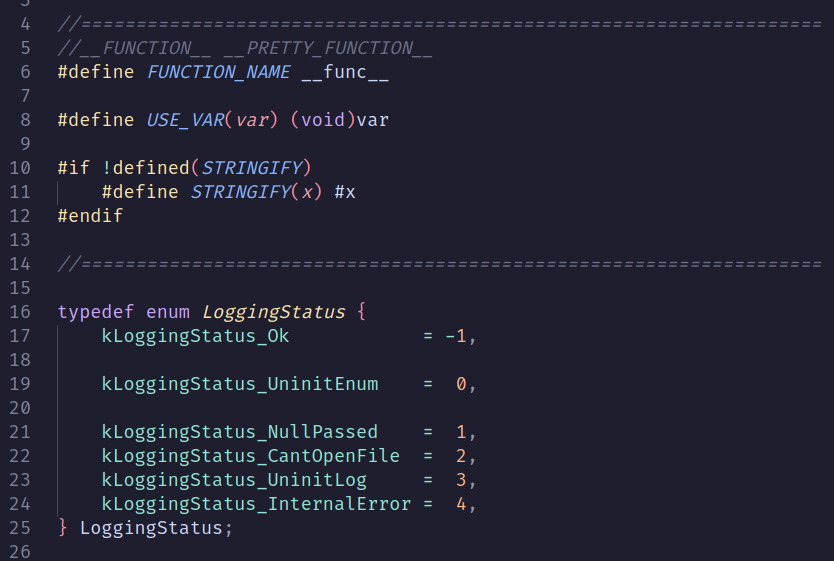 4 //====================================================================
5 //__FUNCTION__ __PRETTY_FUNCTION__
6 #define FUNCTION_NAME __func__
7
8 #define USE_VAR(var) (void)var
9
10 #if !defined(STRINGIFY)
11     #define STRINGIFY(x) #x
12 #endif
13
14 //====================================================================
15
16 typedef enum LoggingStatus {
17     kLoggingStatus_Ok            = -1,
18
19     kLoggingStatus_UninitEnum    =  0,
20
21     kLoggingStatus_NullPassed    =  1,
22     kLoggingStatus_CantOpenFile  =  2,
23     kLoggingStatus_UninitLog     =  3,
24     kLoggingStatus_InternalError =  4,
25 } LoggingStatus;
26